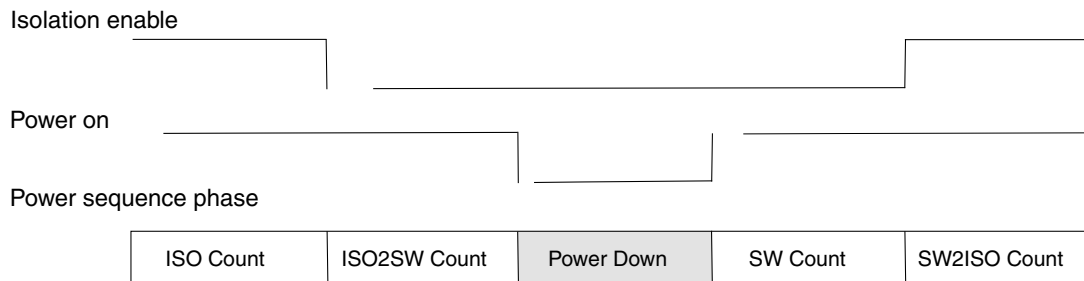 Isolation enable
Power on
Power sequence phase
ISO Count
ISO2SW Count
Power Down
SW Count
SW2ISO Count